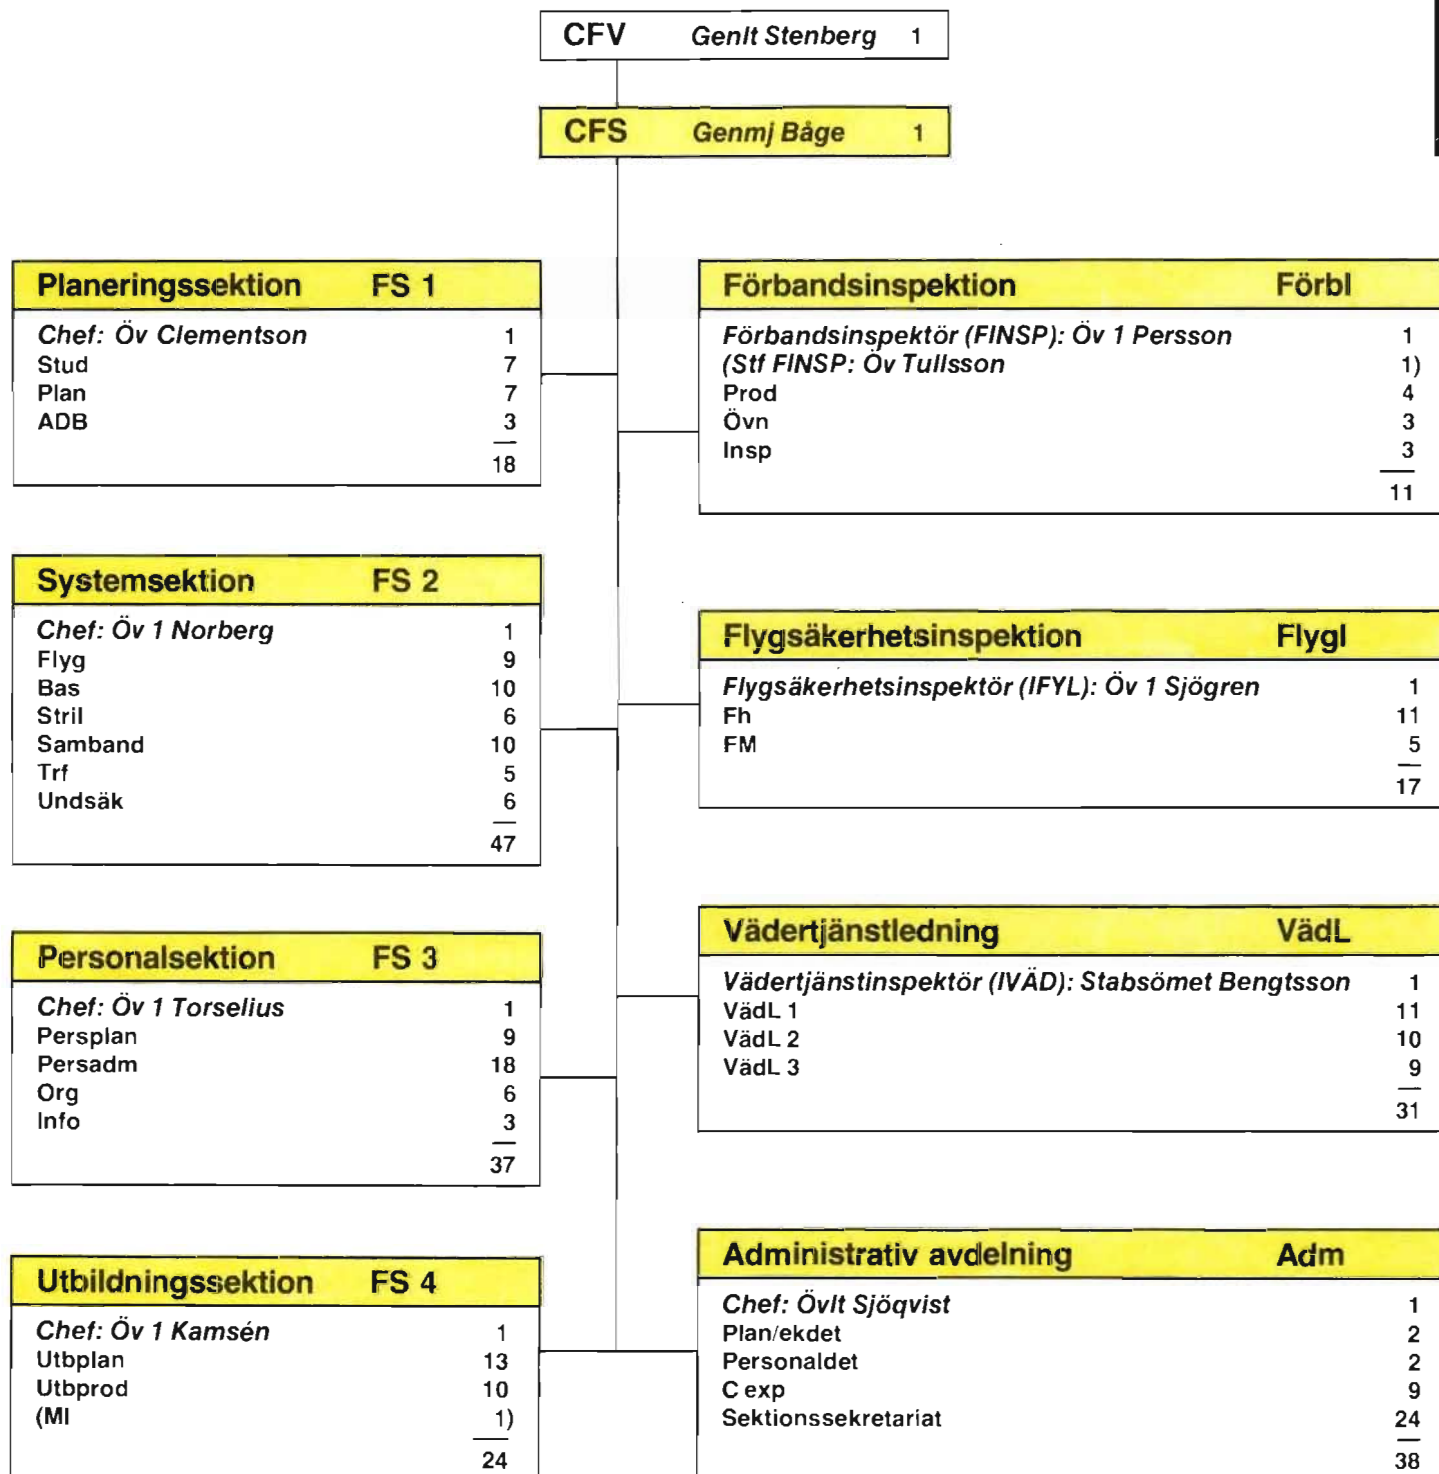 CFV Genlt Stenberg 1
CFS Genmj Båge 1
Planeringssektion FS 1
Chef: Öv Clementson 1
Stud 7
Plan 7
ADB 3
18
Systemsektion FS 2
Chef: Öv 1 Norberg 1
Flyg 9
Bas 10
Stril 6
Samband 10
Trf 5
Undsäk 6
47
Personalsektion FS 3
Chef: Öv 1 Torselius 1
Persplan 9
Persadm 18
Org 6
Info 3
37
Utbildningssektion FS 4
Chef: Öv 1 Kamsén 1
Utbplan 13
Utbprod 10
(MI 1)
24
Förbandsinspektion FörbI
Förbandsinspektör (FINSP): Öv 1 Persson 1
(Stf FINSP: Öv Tullsson 1)
Prod 4
Övn 3
Insp 3
11
Flygsäkerhetsinspektion FlygI
Flygsäkerhetsinspektör (IFYL): Öv 1 Sjögren 1
Fh 11
FM 5
17
Vädertjänstledning VädL
Vädertjänstinspektör (IVÄD): Stabsömet Bengtsson 1
VädL 1 11
VädL 2 10
VädL 3 9
31
Administrativ avdelning Adm
Chef: Övlt Sjöqvist 1
Plan/ekdet 2
Personaldet 2
C exp 9
Sektionssekretariat 24
38